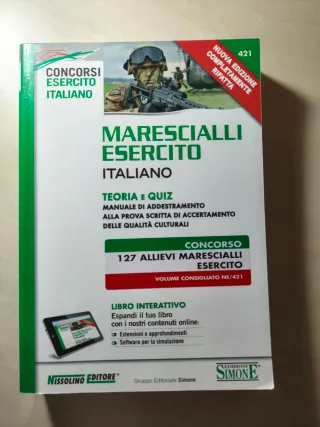 421
NUOVA EDIZIONE
COMPLETAMENTE
RIFATTA
CONCORSI
ESERCITO
ITALIANO
MARESCIALLI
ESERCITO
ITALIANO
TEORIA E QUIZ
MANUALE DI ADDESTRAMENTO
ALLA PROVA SCRITTA DI ACCERTAMENTO
DELLE QUALITÀ CULTURALI
CONCORSO
127 ALLIEVI MARESCIALLI
ESERCITO
VOLUME CONSIGLIATO NE/421
LIBRO INTERATTIVO
Espandi il tuo libro
con i nostri contenuti online:
Estensioni e approfondimenti
Software per la simulazione
NISSOLINO EDITORE
Gruppo Editoriale Simone
EDIZIONI
SIMONE